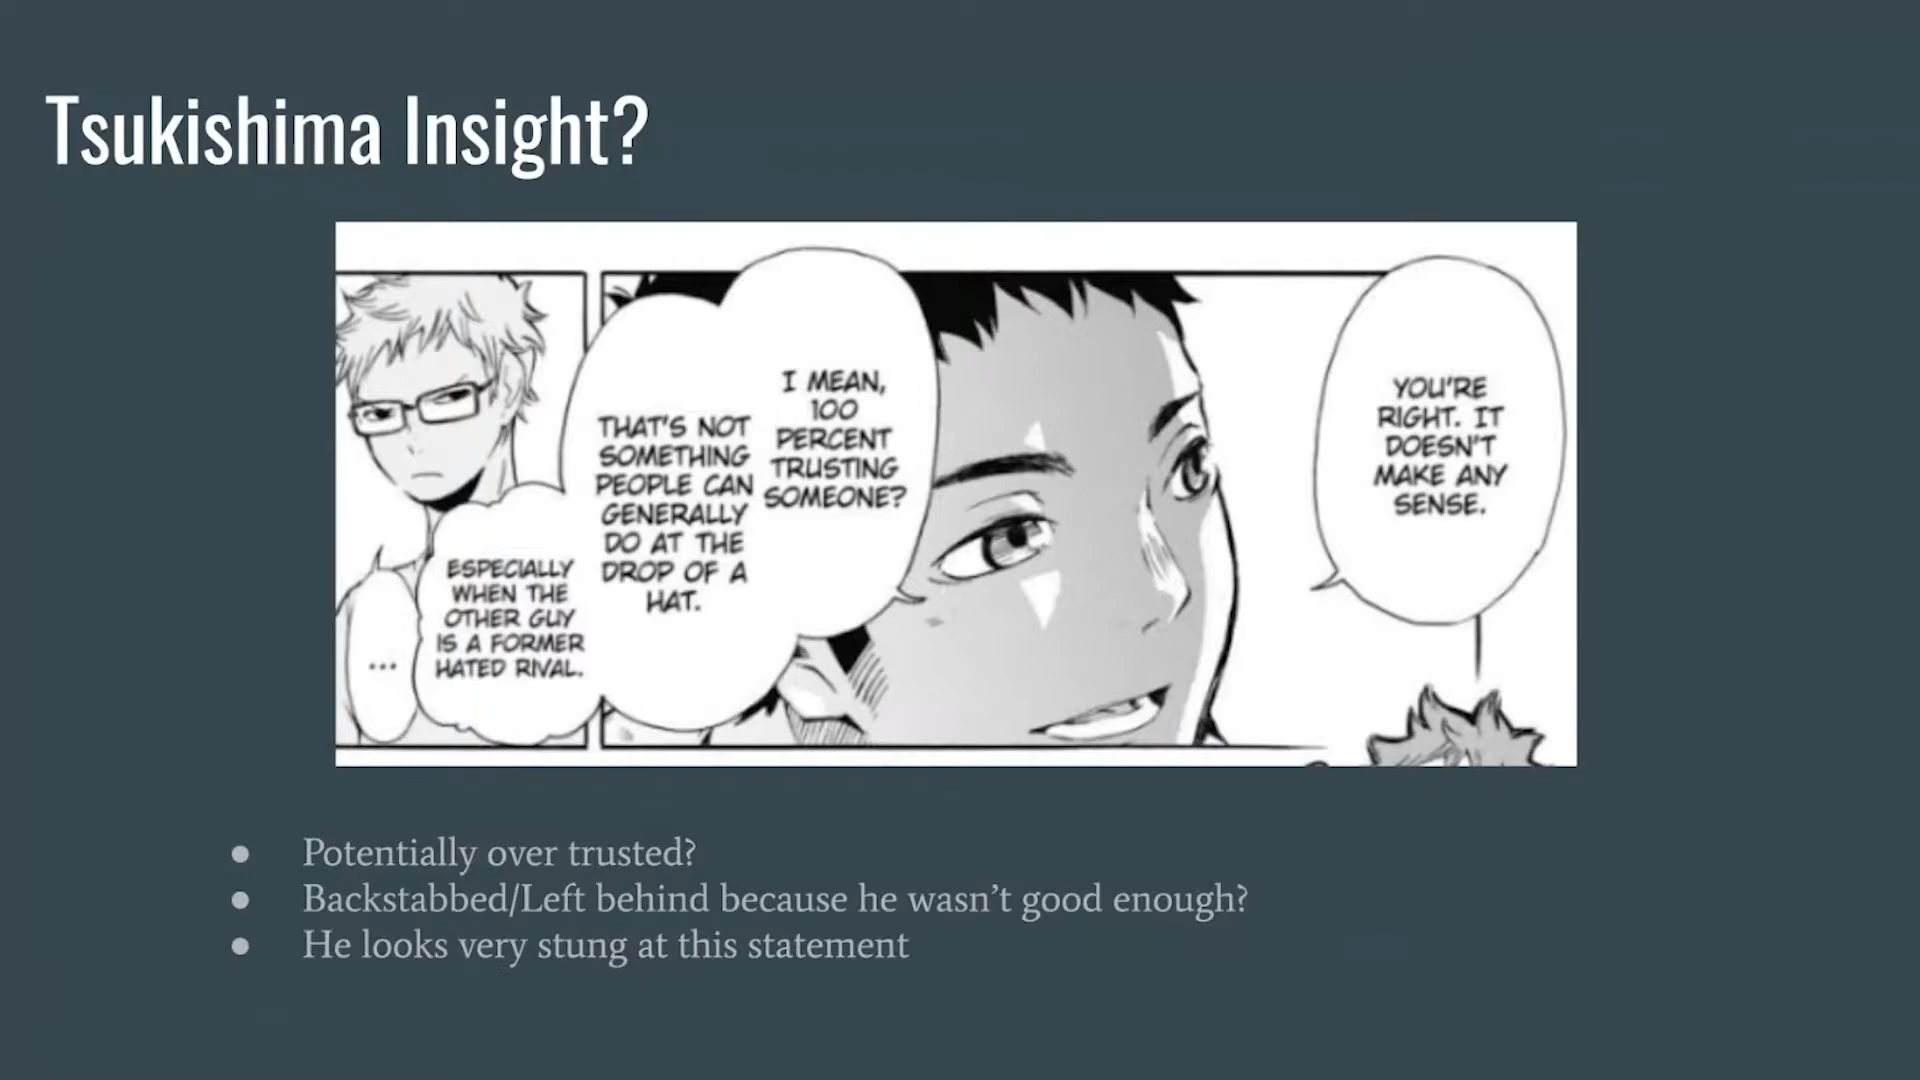 Tsukishima Insight?
YOU'RE
RIGHT. IT
DOESN'T
MAKE ANY
SENSE.
I MEAN,
100
PERCENT
TRUSTING
SOMEONE?
THAT'S NOT
SOMETHING
PEOPLE CAN
GENERALLY
DO AT THE
DROP OF A
HAT.
ESPECIALLY
WHEN THE
OTHER GUY
IS A FORMER
HATED RIVAL.
...
● Potentially over trusted?
● Backstabbed/Left behind because he wasn't good enough?
● He looks very stung at this statement